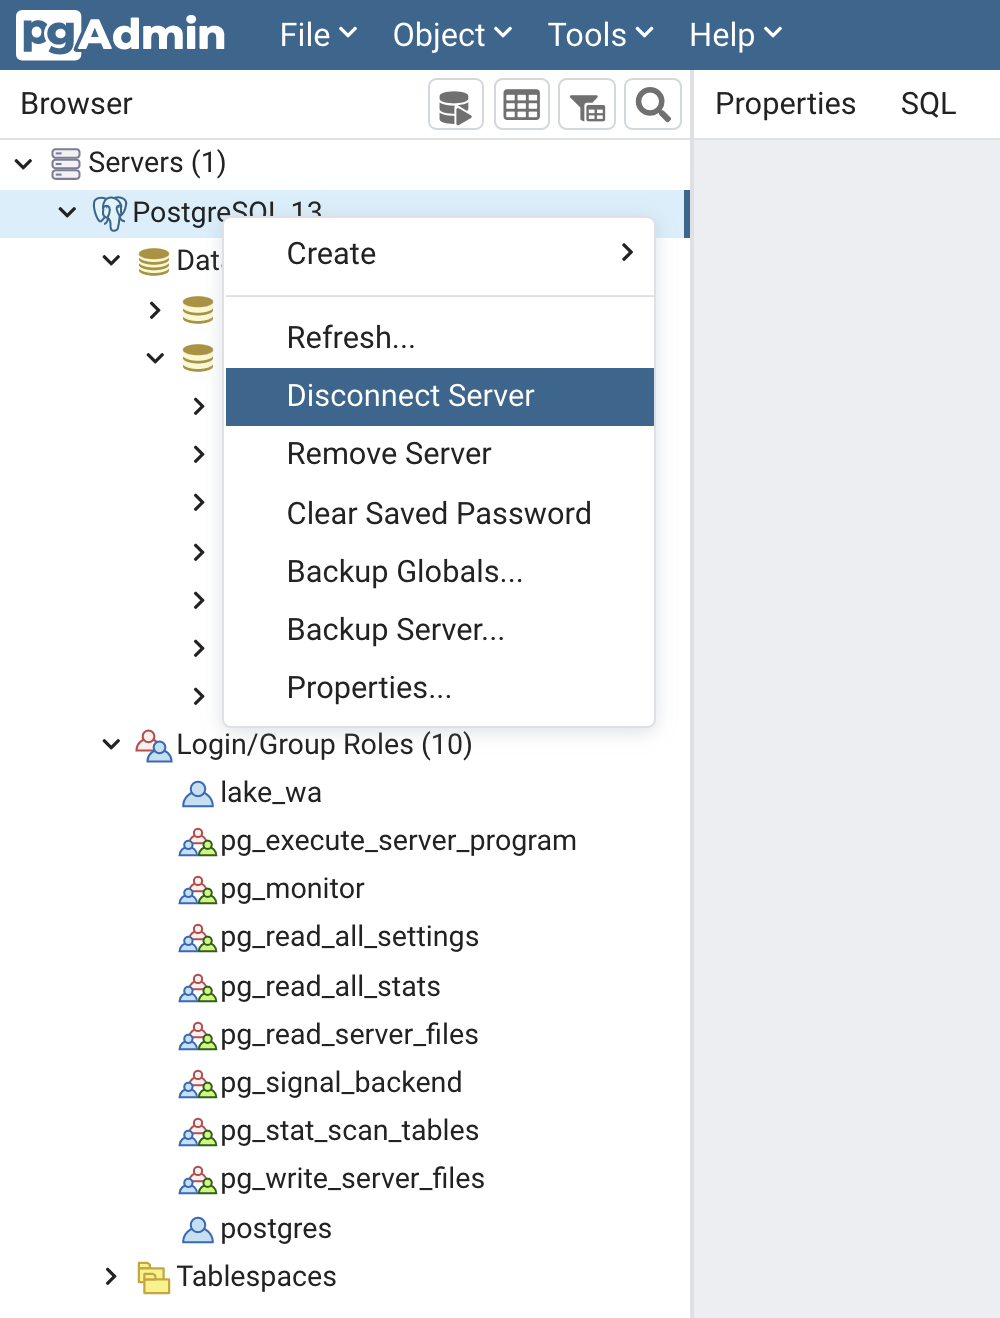 pgAdmin File Object Tools Help
Browser Properties SQL
Servers (1)
PostgreSQL 13
Create
Refresh...
Disconnect Server
Remove Server
Clear Saved Password
Backup Globals...
Backup Server...
Properties...
Login/Group Roles (10)
lake_wa
pg_execute_server_program
pg_monitor
pg_read_all_settings
pg_read_all_stats
pg_read_server_files
pg_signal_backend
pg_stat_scan_tables
pg_write_server_files
postgres
Tablespaces